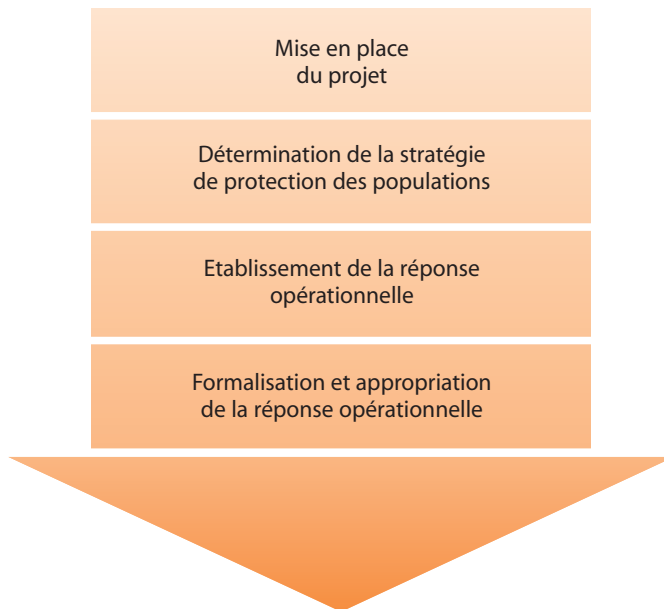 Mise en place
du projet
Détermination de la stratégie
de protection des populations
Etablissement de la réponse
opérationnelle
Formalisation et appropriation
de la réponse opérationnelle